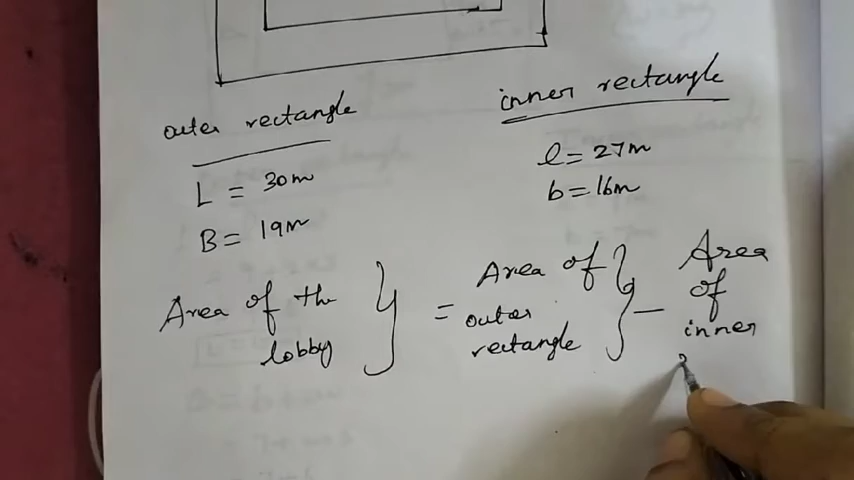 outer rectangle
inner rectangle
L = 30m
l = 27m
B = 19m
b = 16m
Area of the lobby } = Area of outer rectangle } — Area of inner